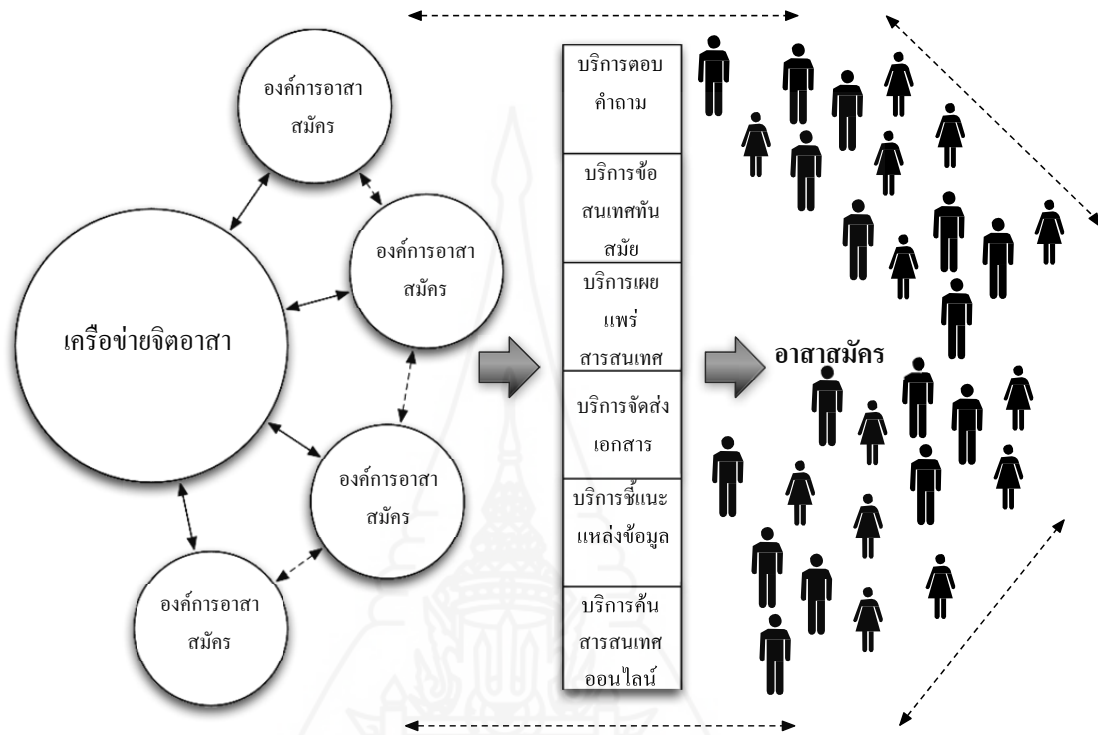 องค์การอาสา
สมัคร
องค์การอาสา
สมัคร
เครือข่ายจิตอาสา
องค์การอาสา
สมัคร
องค์การอาสา
สมัคร
บริการตอบ
คำถาม
บริการข้อ
สนเทศทัน
สมัย
บริการเผย
แพร่
สารสนเทศ
บริการจัดส่ง
เอกสาร
บริการชี้แนะ
แหล่งข้อมูล
บริการค้น
สารสนเทศ
ออนไลน์
อาสาสมัคร